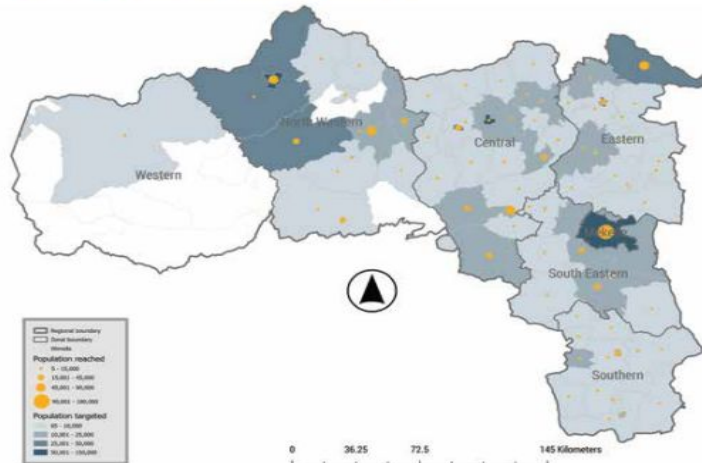 North Western
Central
Eastern
Western
South Eastern
Southern
Regional boundary
Zonal boundary
Woreda
Population reached
5 - 15,000
15,001 - 45,000
45,001 - 90,000
90,001 - 180,000
Population targeted
65 - 10,000
10,001 - 25,000
25,001 - 50,000
50,001 - 150,000
0 36.25 72.5 145 Kilometers